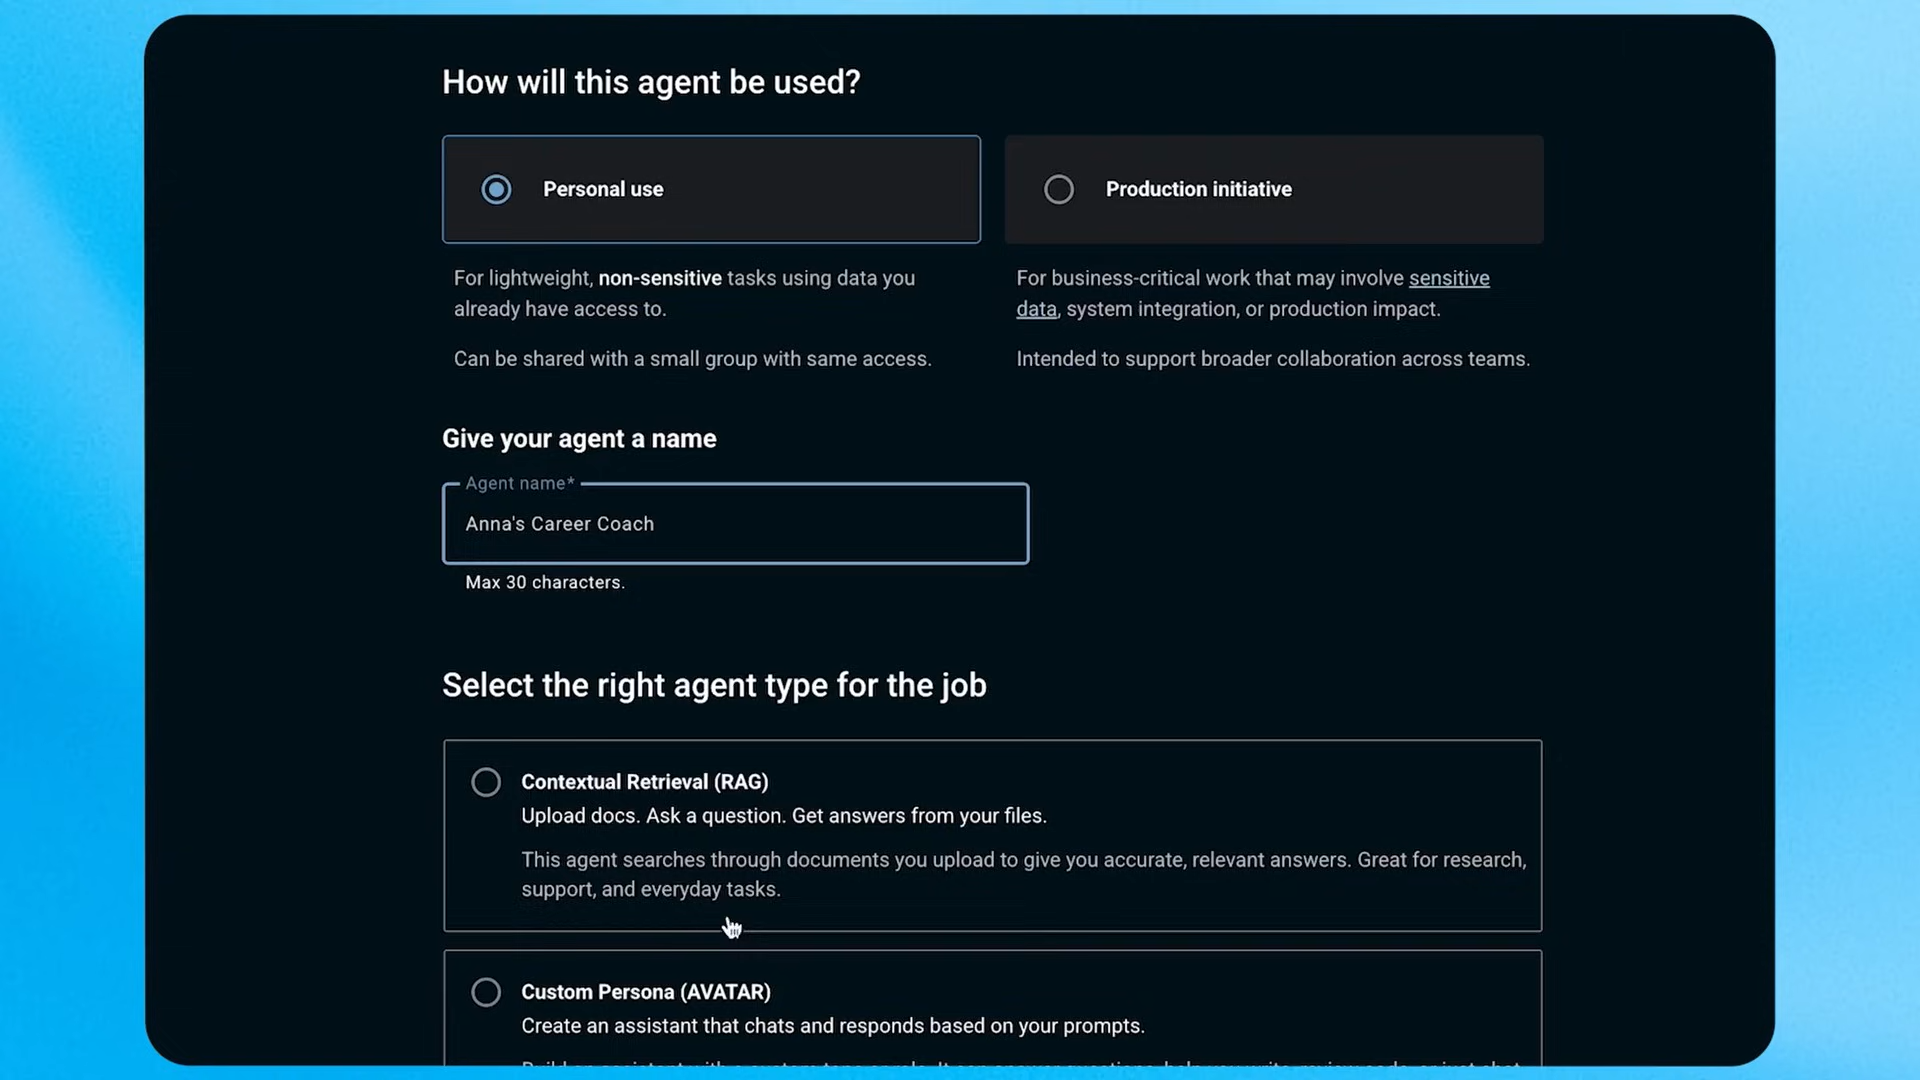 How will this agent be used?
Personal use
Production initiative
For lightweight, non-sensitive tasks using data you
already have access to.
Can be shared with a small group with same access.
For business-critical work that may involve sensitive
data, system integration, or production impact.
Intended to support broader collaboration across teams.
Give your agent a name
Agent name*
Anna's Career Coach
Max 30 characters.
Select the right agent type for the job
Contextual Retrieval (RAG)
Upload docs. Ask a question. Get answers from your files.
This agent searches through documents you upload to give you accurate, relevant answers. Great for research,
support, and everyday tasks.
Custom Persona (AVATAR)
Create an assistant that chats and responds based on your prompts.